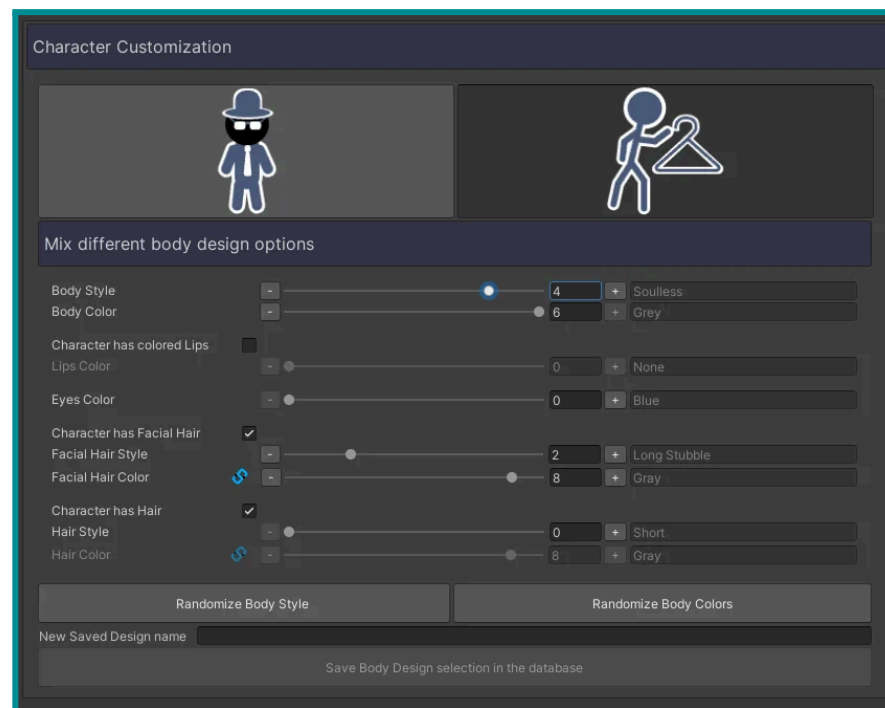 Character Customization
Mix different body design options
Body Style - 4 + Soulless
Body Color - 6 + Grey
Character has colored Lips
Lips Color - 0 + None
Eyes Color - 0 + Blue
Character has Facial Hair
Facial Hair Style - 2 + Long Stubble
Facial Hair Color - 8 + Gray
Character has Hair
Hair Style - 0 + Short
Hair Color - 8 + Gray
Randomize Body Style Randomize Body Colors
New Saved Design name
Save Body Design selection in the database